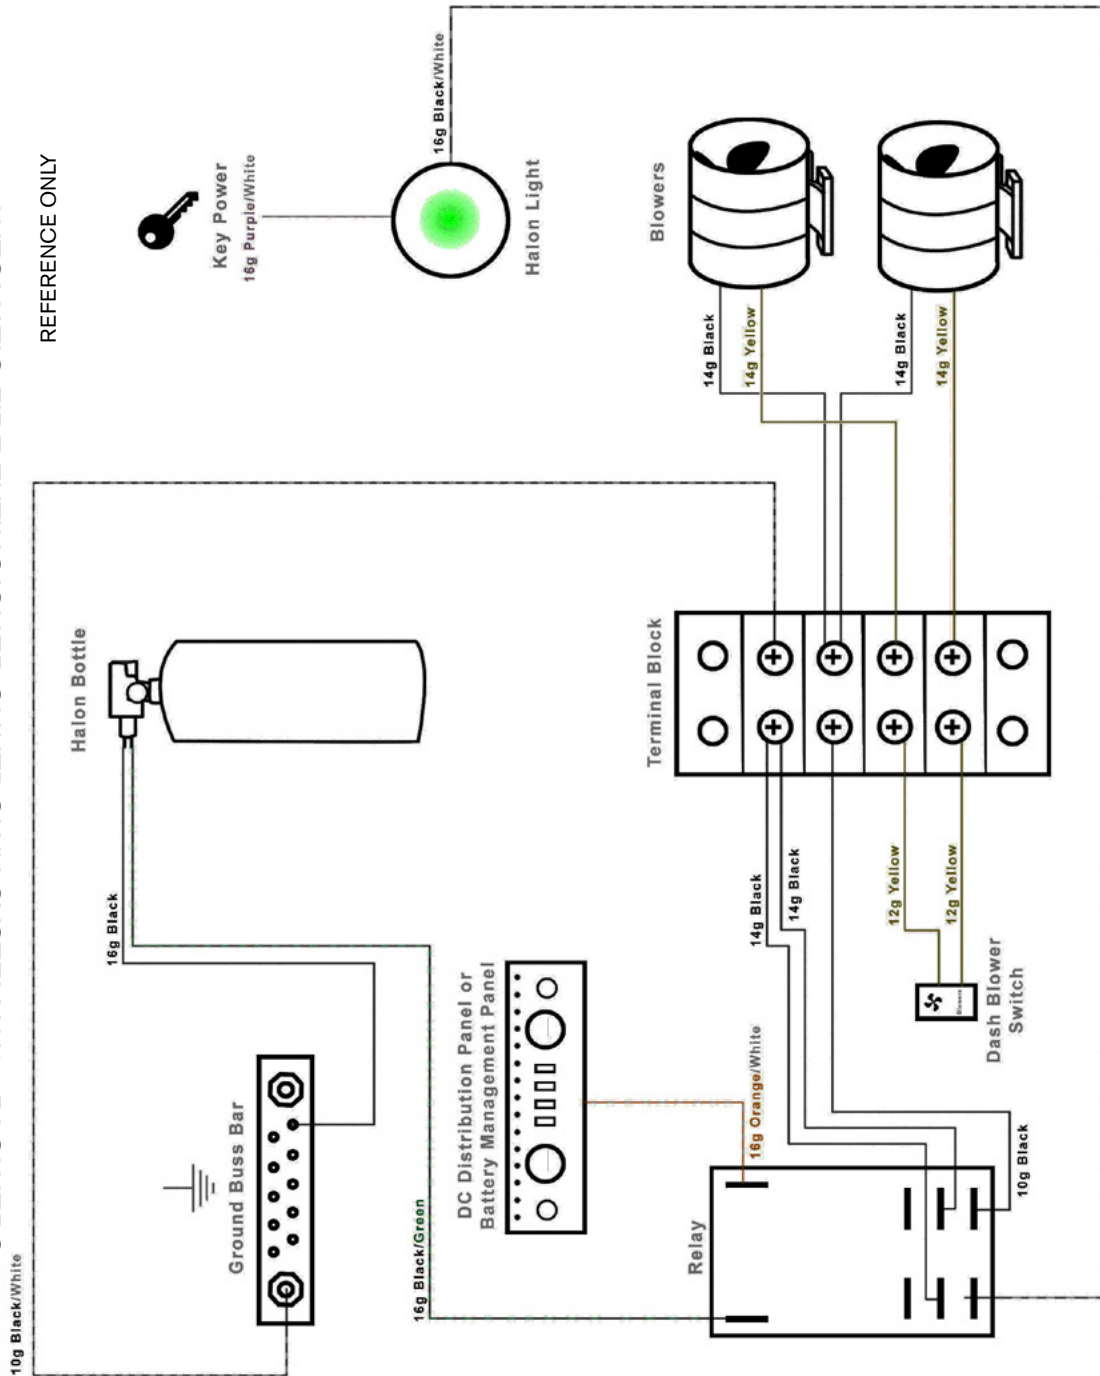 REFERENCE ONLY
10g Black/White
Ground Buss Bar
16g Black
Halon Bottle
Key Power
16g Purple/White
16g Black/White
Halon Light
16g Black/Green
DC Distribution Panel or
Battery Management Panel
Relay
16g Orange/White
10g Black
Dash Blower
Switch
Blowers
14g Black
14g Black
12g Yellow
12g Yellow
Terminal Block
Blowers
14g Black
14g Yellow
14g Black
14g Yellow